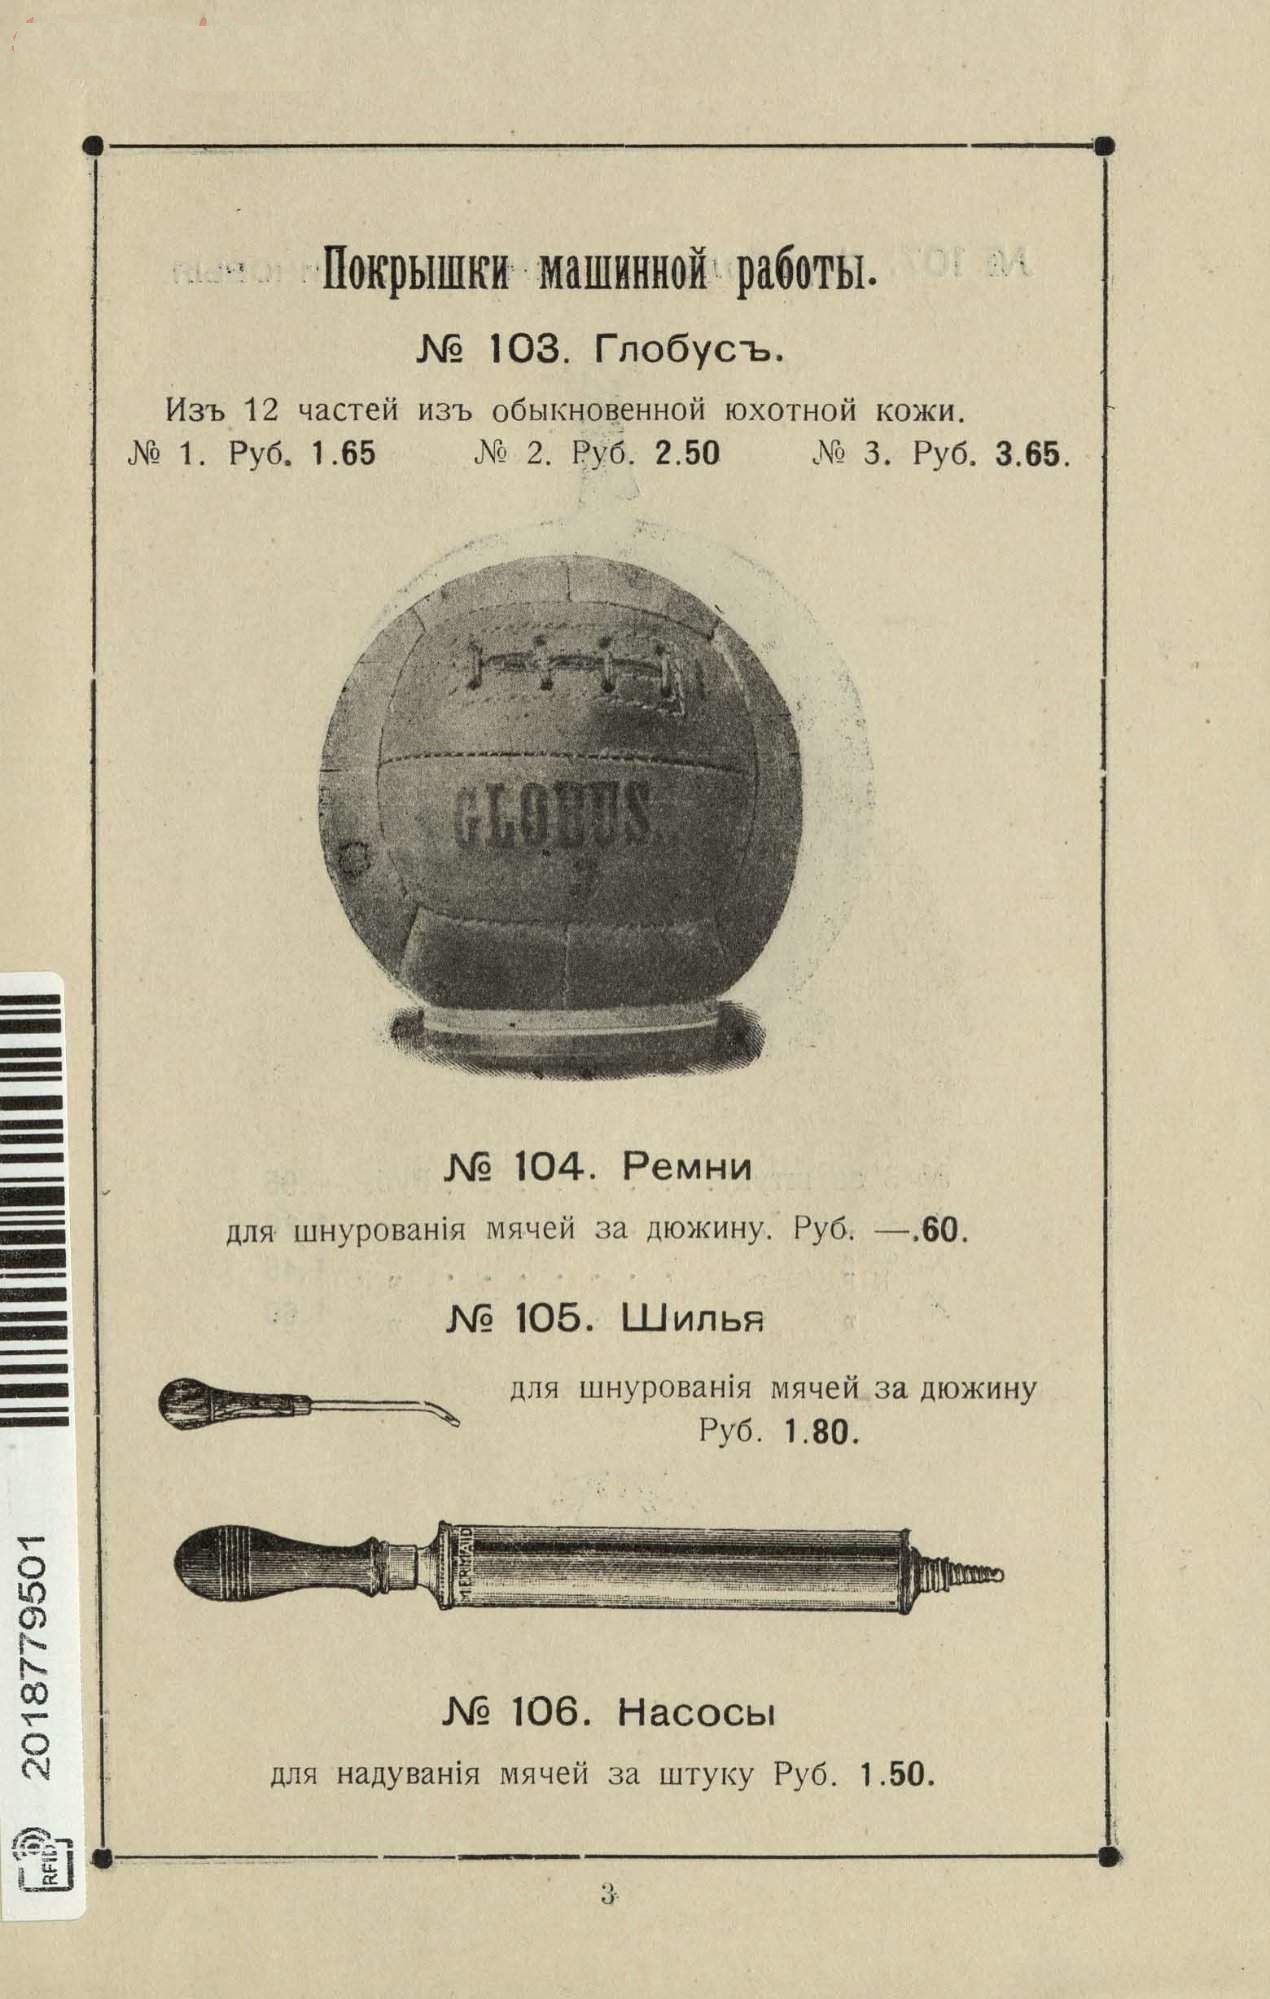 Покрышки машинной работы.
№ 103. Глобусъ.
Изъ 12 частей изъ обыкновенной юхотной кожи.
№ 1. Руб. 1.65 № 2. Руб. 2.50 № 3. Руб. 3.65.
GLOBUS
№ 104. Ремни
для шнурованія мячей за дюжину. Руб. —.60.
№ 105. Шилья
для шнурованія мячей за дюжину
Руб. 1.80.
MERMAID
№ 106. Насосы
для надуванія мячей за штуку Руб. 1.50.
3
2018779501
RFID